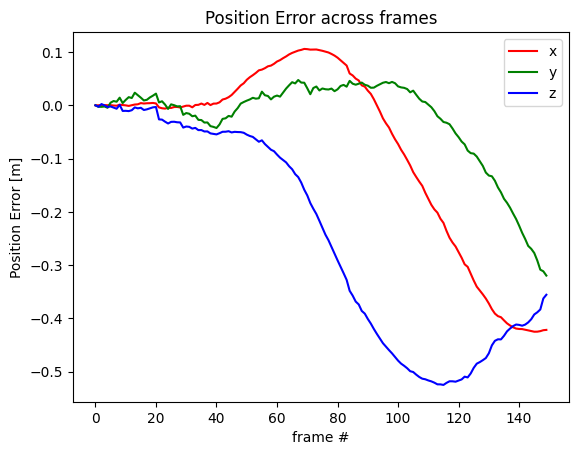 Position Error across frames
x
y
z
Position Error [m]
0.1
0.0
−0.1
−0.2
−0.3
−0.4
−0.5
0 20 40 60 80 100 120 140
frame #